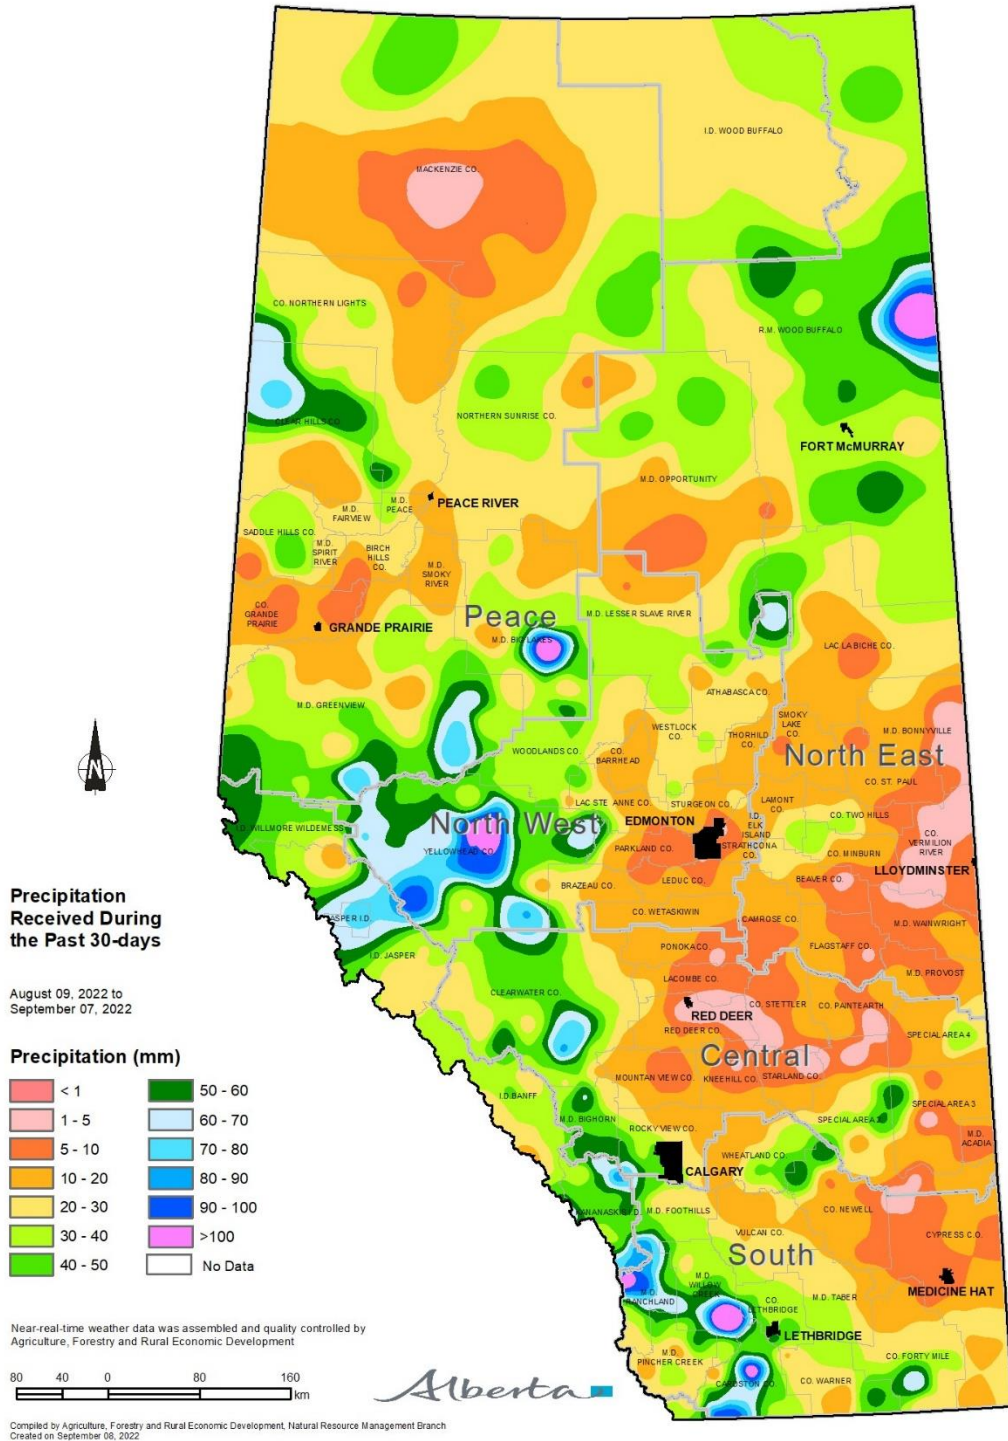 I.D. WOOD BUFFALO
MACKENZIE CO.
CO. NORTHERN LIGHTS
R.M. WOOD BUFFALO
CLEAR HILLS CO.
NORTHERN SUNRISE CO.
FORT McMURRAY
M.D. OPPORTUNITY
M.D.
PEACE
PEACE RIVER
M.D.
FAIRVIEW
SADDLE HILLS CO.
M.D.
SPIRIT
RIVER
BIRCH
HILLS
CO.
M.D.
SMOKY
RIVER
CO.
GRANDE
PRAIRIE
GRANDE PRAIRIE
Peace
M.D. BIG LAKES
M.D. LESSER SLAVE RIVER
LAC LA BICHE CO.
M.D. GREENVIEW
ATHABASCA CO.
WOODLANDS CO.
WESTLOCK
CO.
CO.
BARRHEAD
THORHILD
CO.
SMOKY
LAKE
CO.
M.D. BONNYVILLE
North East
CO. ST. PAUL
N
LAC STE ANNE CO.
STURGEON CO.
LAMONT
CO.
EDMONTON
I.D.
ELK
ISLAND
CO. TWO HILLS
North West
I.D. WILLMORE WILDERNESS
YELLOWHEAD CO.
PARKLAND CO.
STRATHCONA
CO.
CO. MINBURN
CO.
VERMILION
RIVER
LLOYDMINSTER
BRAZEAU CO.
LEDUC CO.
BEAVER CO.
Precipitation
Received During
the Past 30-days
JASPER I.D.
CO. WETASKIWIN
CAMROSE CO.
M.D. WAINWRIGHT
I.D. JASPER
PONOKA CO.
FLAGSTAFF CO.
August 09, 2022 to
September 07, 2022
CLEARWATER CO.
LACOMBE CO.
M.D. PROVOST
RED DEER
CO. STETTLER
CO. PAINTEARTH
RED DEER CO.
SPECIAL AREA 4
Central
Precipitation (mm)
< 1
1 - 5
5 - 10
10 - 20
20 - 30
30 - 40
40 - 50
50 - 60
60 - 70
70 - 80
80 - 90
90 - 100
>100
No Data
MOUNTAN VIEW CO.
KNEEHILL CO.
STARLAND CO.
I.D. BANFF
M.D. BIGHORN
ROCKY VIEW CO.
SPECIAL AREA 2
SPECIAL AREA 3
M.D.
ACADIA
CALGARY
WHEATLAND CO.
KANANASKIS I.D.
M.D. FOOTHILLS
CO. NEWELL
VULCAN CO.
CYPRESS C.O.
South
M.D.
RANCHLAND
M.D.
WILLOW
CREEK
CO.
LETHBRIDGE
M.D. TABER
MEDICINE HAT
LETHBRIDGE
Near-real-time weather data was assembled and quality controlled by
Agriculture, Forestry and Rural Economic Development
M.D.
PINCHER CREEK
CARDSTON CO.
CO. WARNER
CO. FORTY MILE
80 40 0 80 160
km
Alberta
Compiled by Agriculture, Forestry and Rural Economic Development, Natural Resource Management Branch
Created on September 08, 2022